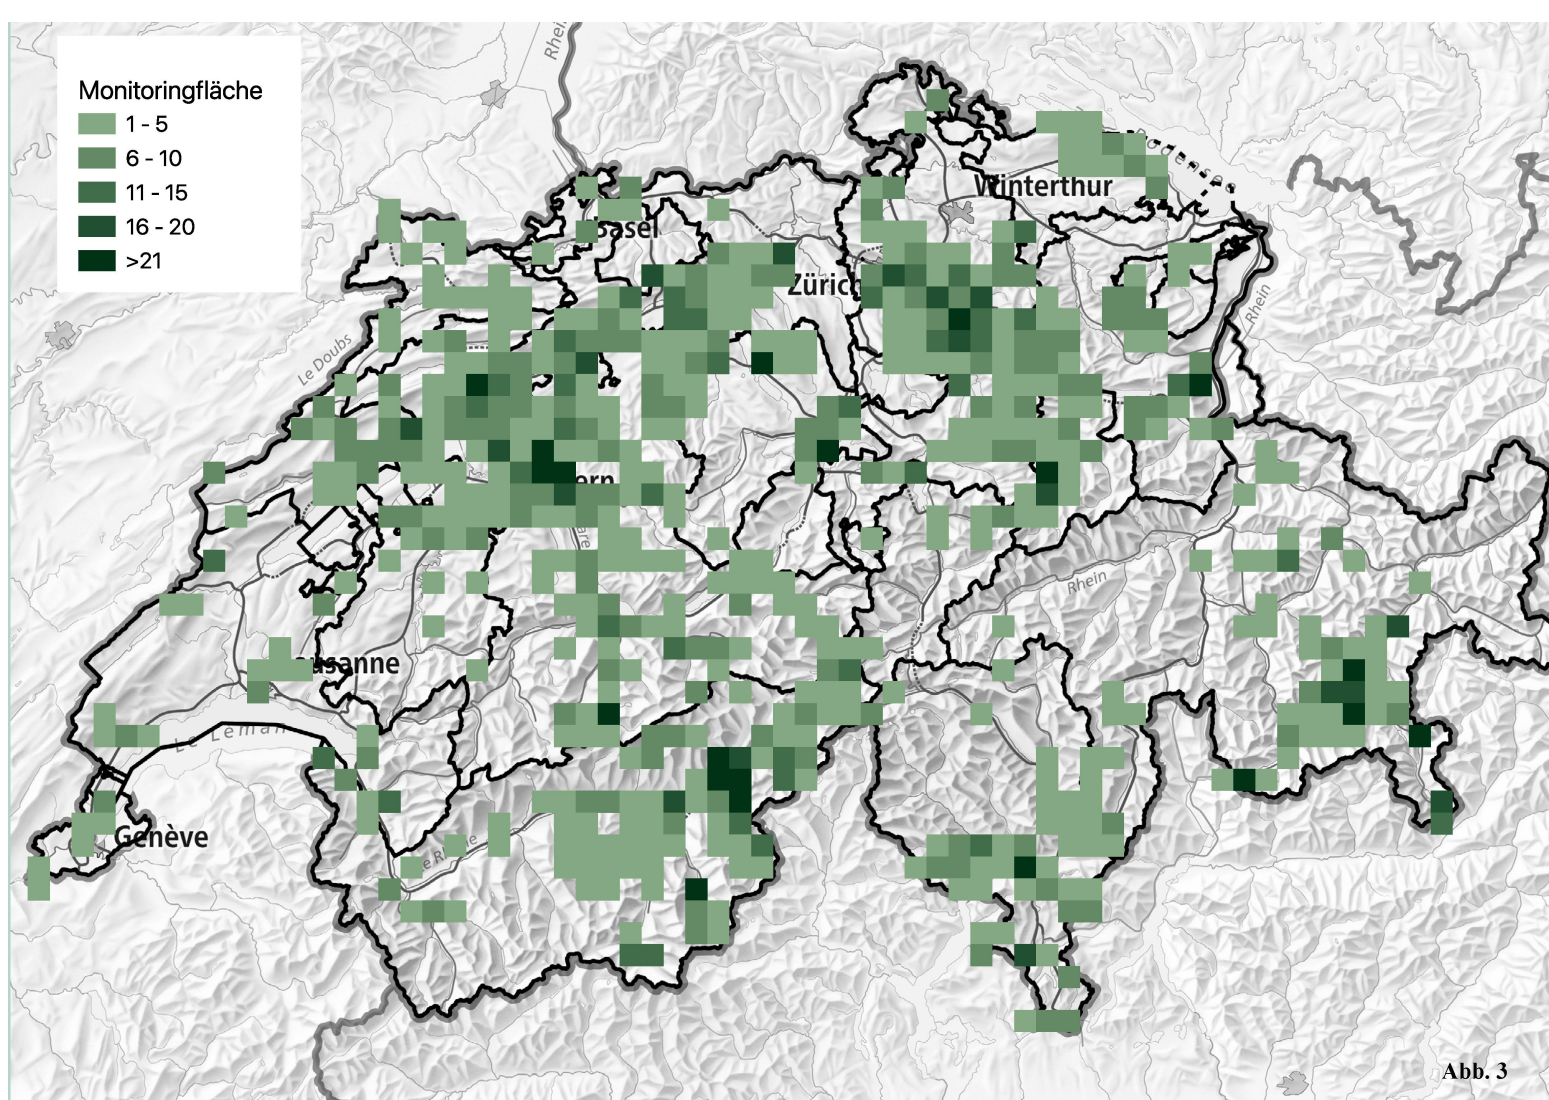 Monitoringfläche
1 - 5
6 - 10
11 - 15
16 - 20
>21
Rhein
Bodensee
Winterthur
Basel
Zürich
Rhein
Le Doubs
Rhein
Le Léman
Genève
Abb. 3